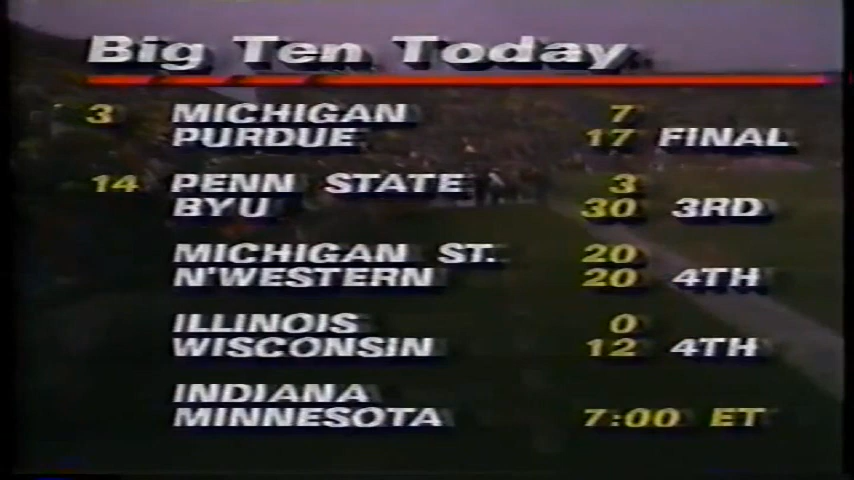 Big Ten Today
3 MICHIGAN 7
PURDUE 17 FINAL
14 PENN STATE 3
BYU 30 3RD
MICHIGAN ST. 20
N'WESTERN 20 4TH
ILLINOIS 0
WISCONSIN 12 4TH
INDIANA
MINNESOTA 7:00 ET